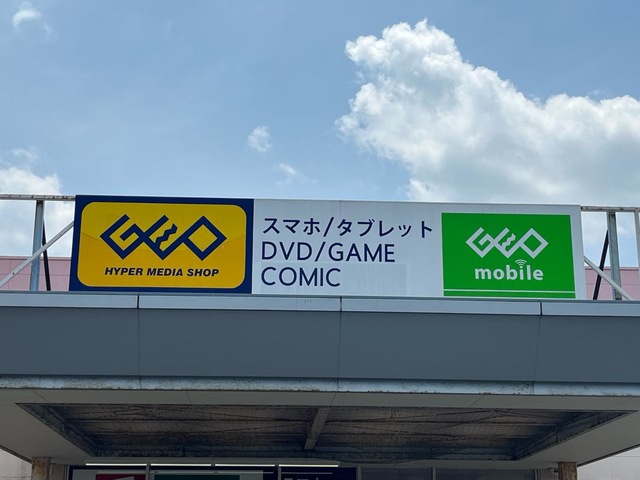 GEO
HYPER MEDIA SHOP
スマホ/タブレット
DVD/GAME
COMIC
GEO
mobile